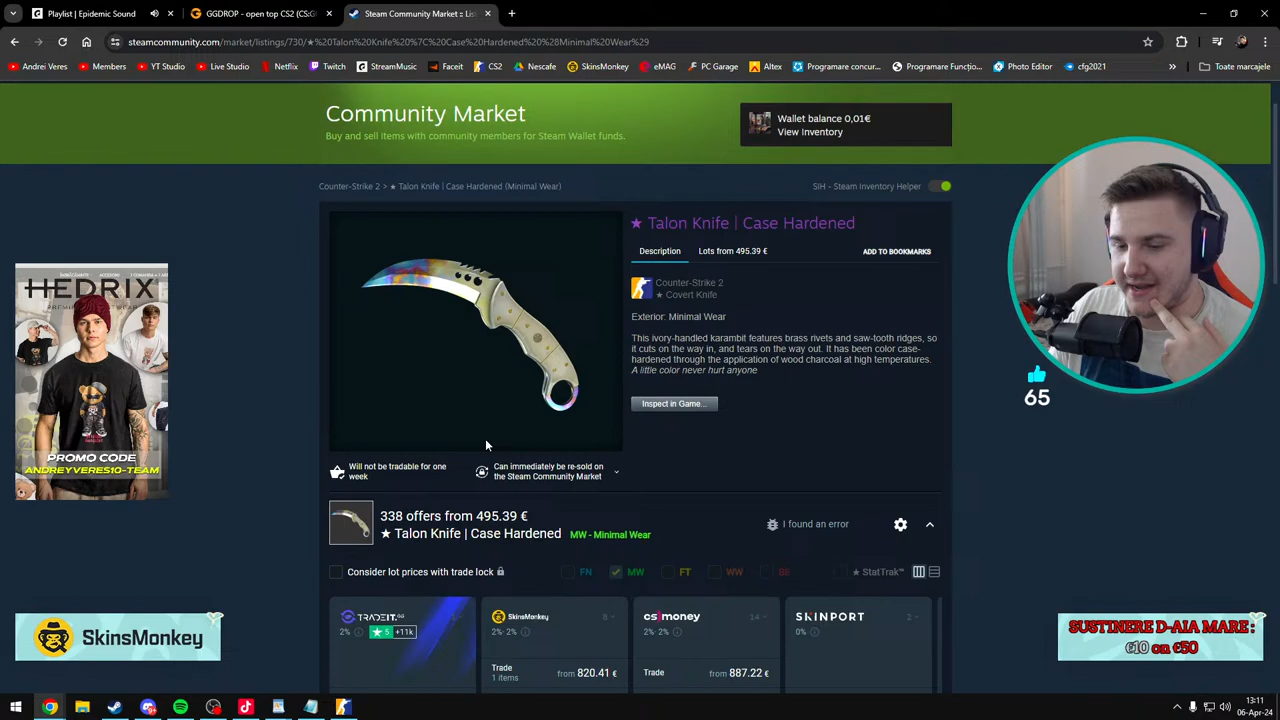 Playlist | Epidemic Sound
GGDROP - open top CS2 (CS:G
Steam Community Market :: Lis
steamcommunity.com/market/listings/730/★%20Talon%20Knife%20%7C%20Case%20Hardened%20%28Minimal%20Wear%29
Andrei Veres
Members
YT Studio
Live Studio
Netflix
Twitch
StreamMusic
Faceit
CS2
Nescafe
SkinsMonkey
eMAG
PC Garage
Altex
Programare concur...
Programare Funcțio...
Photo Editor
cfg2021
Toate marcajele
Community Market
Buy and sell items with community members for Steam Wallet funds.
Wallet balance 0,01€
View Inventory
Counter-Strike 2 > ★ Talon Knife | Case Hardened (Minimal Wear)
SIH - Steam Inventory Helper
★ Talon Knife | Case Hardened
Description
Lots from 495.39 €
ADD TO BOOKMARKS
Counter-Strike 2
★ Covert Knife
Exterior: Minimal Wear
This ivory-handled karambit features brass rivets and saw-tooth ridges, so
it cuts on the way in, and tears on the way out. It has been color case-
hardened through the application of wood charcoal at high temperatures.
A little color never hurt anyone
Inspect in Game...
HEDRIX
PROMO CODE
ANDREYVERES10-TEAM
65
Will not be tradable for one
week
Can immediately be re-sold on
the Steam Community Market
338 offers from 495.39 €
★ Talon Knife | Case Hardened MW - Minimal Wear
I found an error
Consider lot prices with trade lock
FN
MW
FT
WW
BS
★ StatTrak™
TRADEIT.GG
2%
★ 5 +11k
SkinsMonkey
8
2% · 2%
Trade
1 items
from 820.41 €
cs money
14
2% · 2%
Trade
from 887.22 €
SKINPORT
2
0%
SkinsMonkey
SUSTINERE D-AIA MARE :
€10 on €50
13:11
06-Apr-24